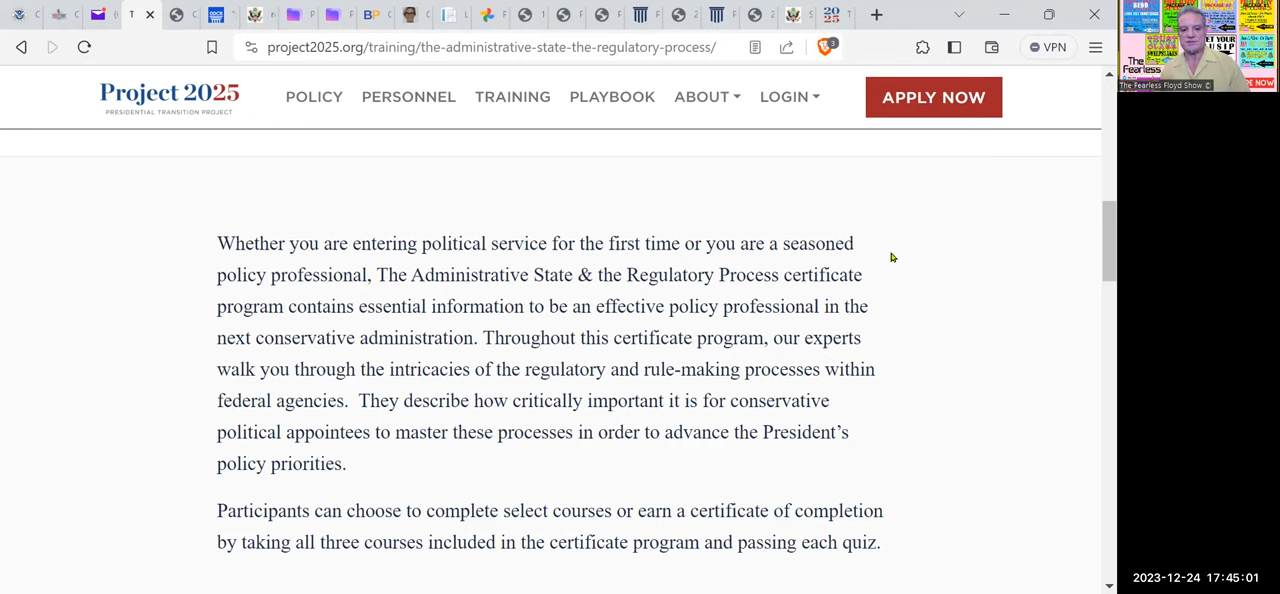 project2025.org/training/the-administrative-state-the-regulatory-process/
3
VPN
Project 2025
PRESIDENTIAL TRANSITION PROJECT
POLICY PERSONNEL TRAINING PLAYBOOK ABOUT LOGIN
APPLY NOW
Whether you are entering political service for the first time or you are a seasoned
policy professional, The Administrative State & the Regulatory Process certificate
program contains essential information to be an effective policy professional in the
next conservative administration. Throughout this certificate program, our experts
walk you through the intricacies of the regulatory and rule-making processes within
federal agencies.  They describe how critically important it is for conservative
political appointees to master these processes in order to advance the President’s
policy priorities.
Participants can choose to complete select courses or earn a certificate of completion
by taking all three courses included in the certificate program and passing each quiz.
The
Fearless
The Fearless Floyd Show ©
2023-12-24 17:45:01